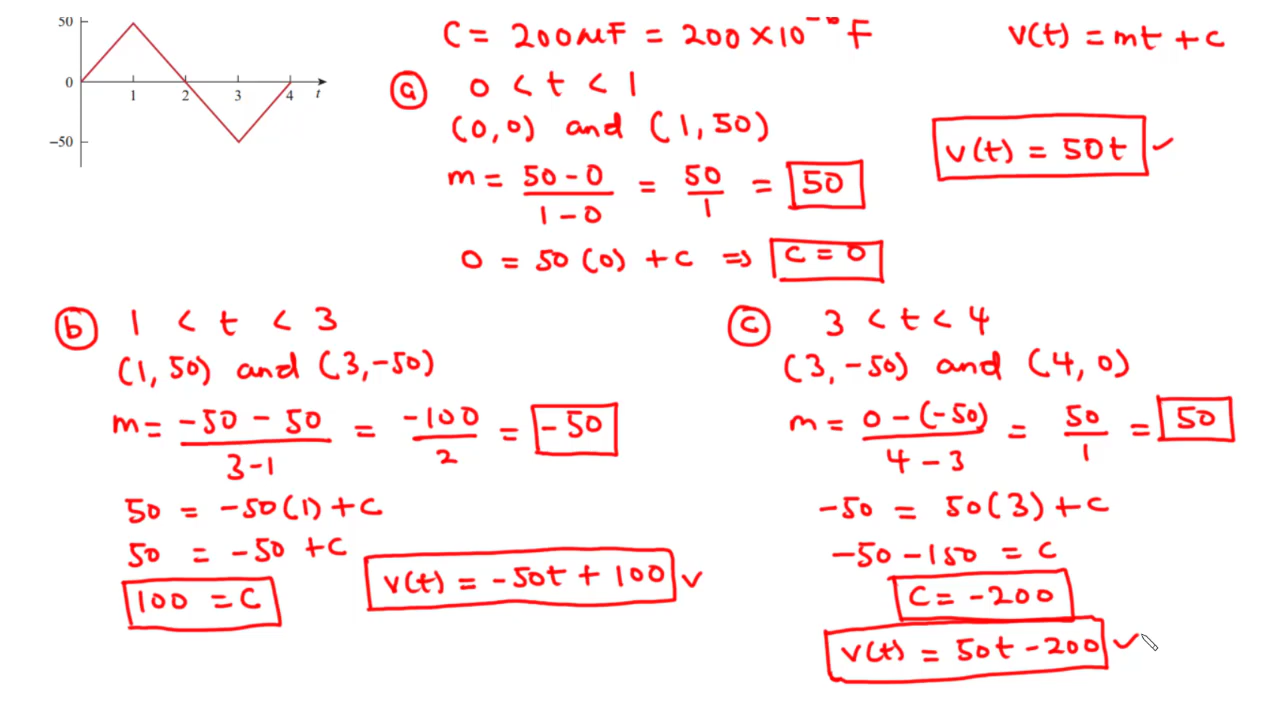 50
0
-50
1 2 3 4 t
C = 200µF = 200 × 10⁻⁶ F
v(t) = mt + c
(a) 0 < t < 1
(0,0) and (1,50)
m = 50 - 0 / 1 - 0 = 50 / 1 = 50
0 = 50(0) + c ⇒ c = 0
v(t) = 50t ✓
(b) 1 < t < 3
(1,50) and (3,-50)
m = -50 - 50 / 3-1 = -100 / 2 = -50
50 = -50(1) + c
50 = -50 + c
100 = c
v(t) = -50t + 100 v
(c) 3 < t < 4
(3,-50) and (4,0)
m = 0 - (-50) / 4 - 3 = 50 / 1 = 50
-50 = 50(3) + c
-50 - 150 = c
c = -200
v(t) = 50t - 200 ✓